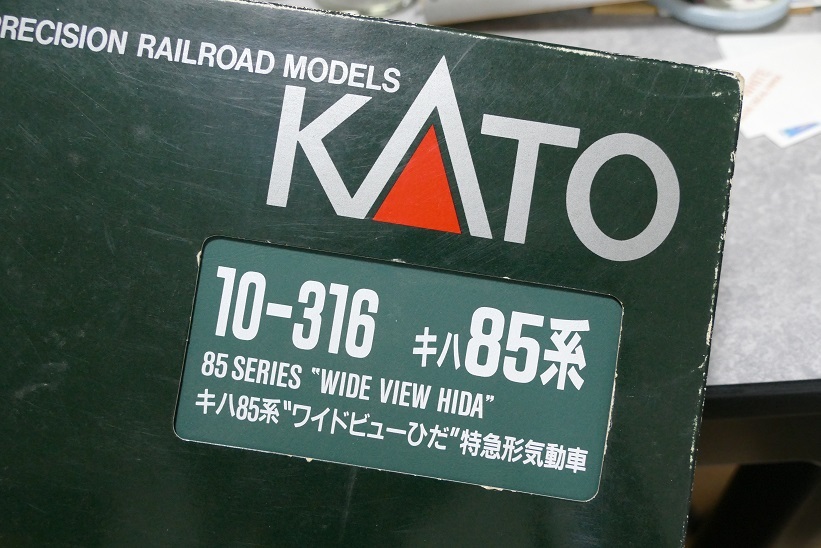 PRECISION RAILROAD MODELS
KATO
10-316 キハ85系
85 SERIES “WIDE VIEW HIDA”
キハ85系“ワイドビューひだ”特急形気動車